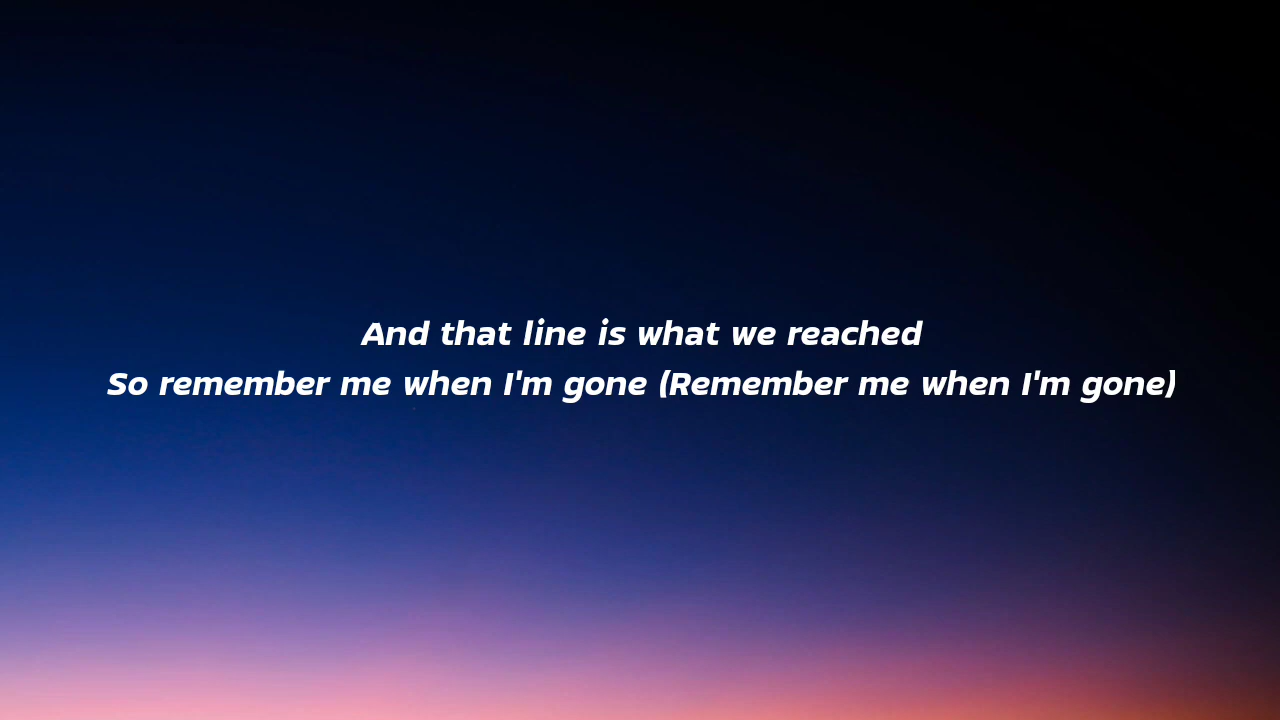 And that line is what we reached
So remember me when I'm gone (Remember me when I'm gone)